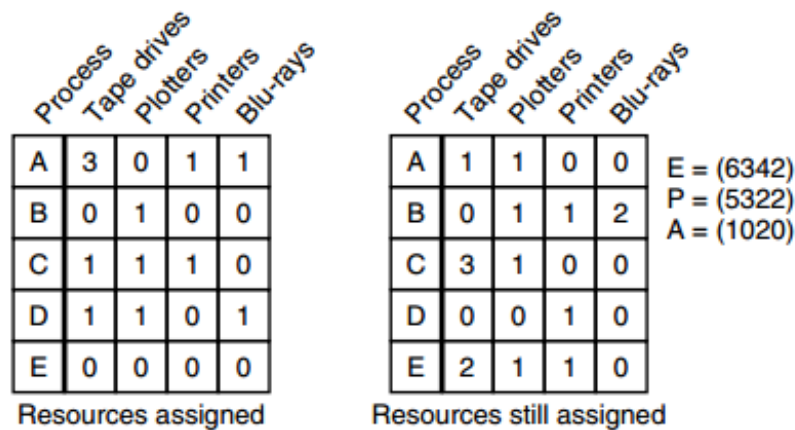 Process Tape drives Plotters Printers Blu-rays
A 3 0 1 1
B 0 1 0 0
C 1 1 1 0
D 1 1 0 1
E 0 0 0 0
Resources assigned
Process Tape drives Plotters Printers Blu-rays
A 1 1 0 0
B 0 1 1 2
C 3 1 0 0
D 0 0 1 0
E 2 1 1 0
Resources still assigned
E = (6342)
P = (5322)
A = (1020)